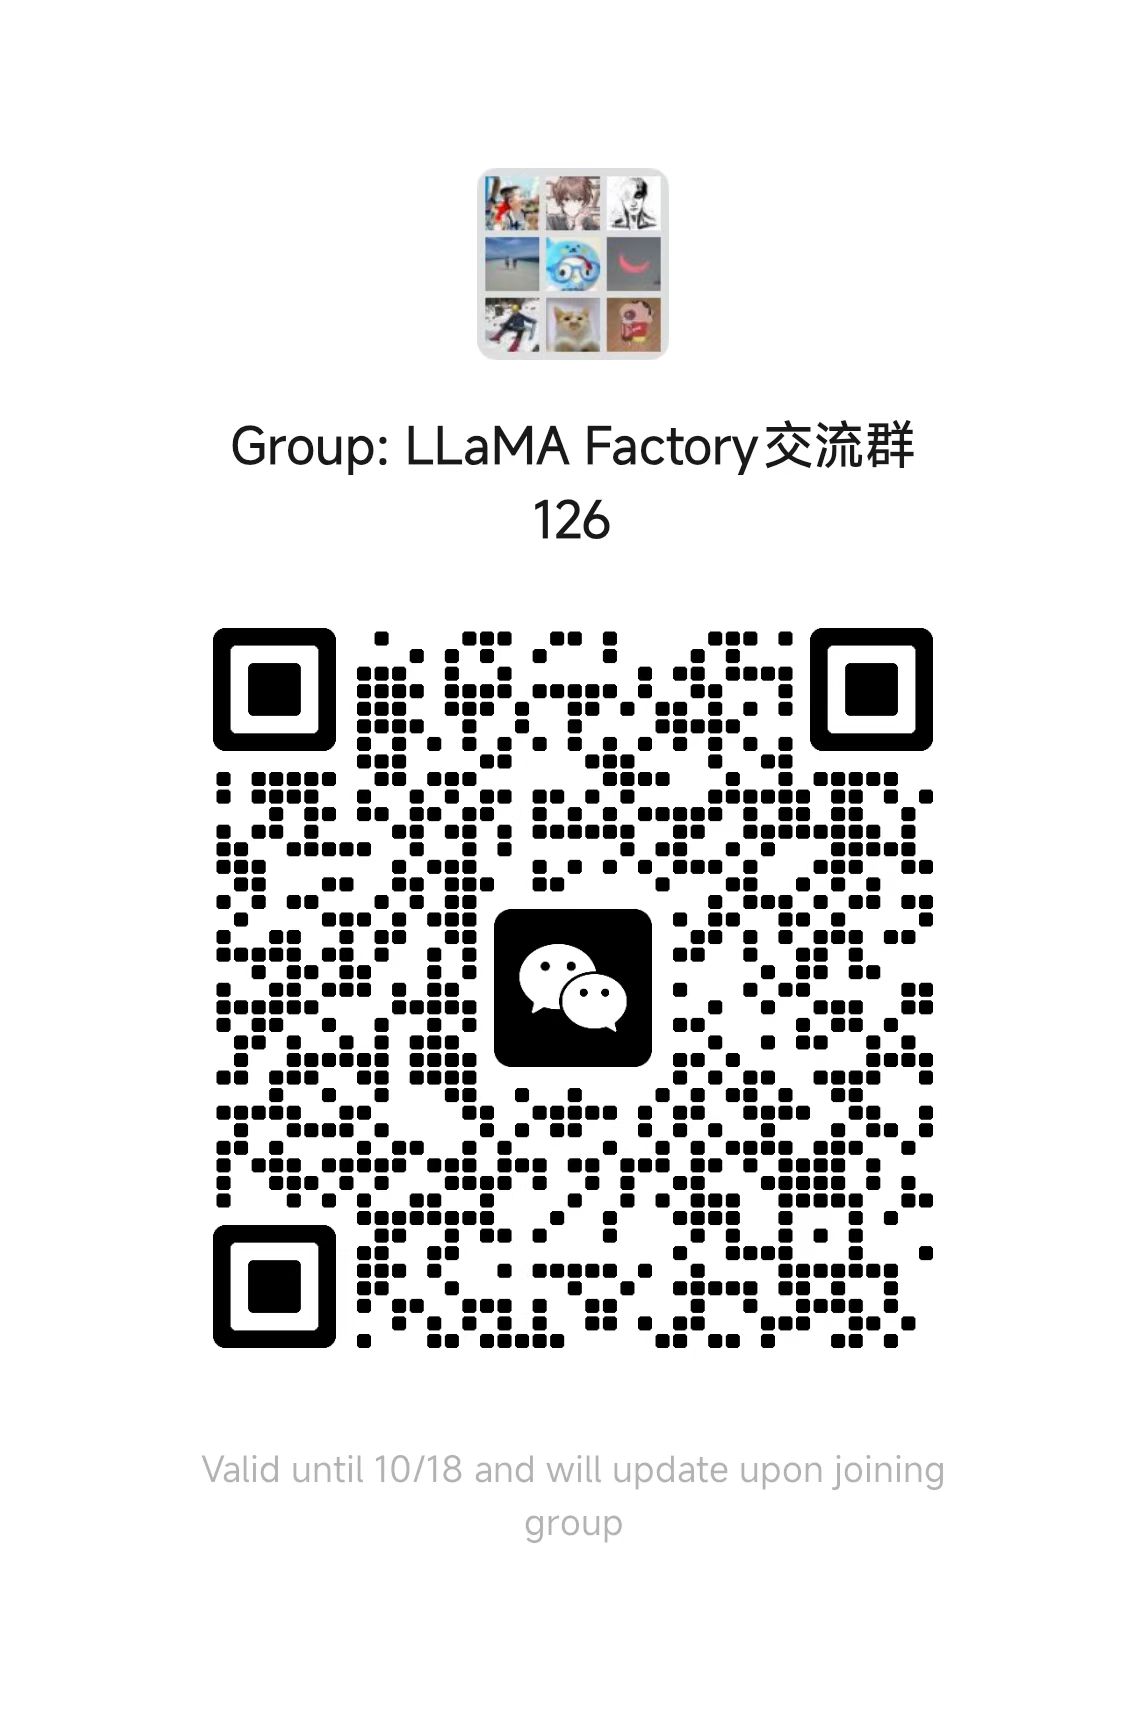 Group: LLaMA Factory交流群
126
Valid until 10/18 and will update upon joining
group